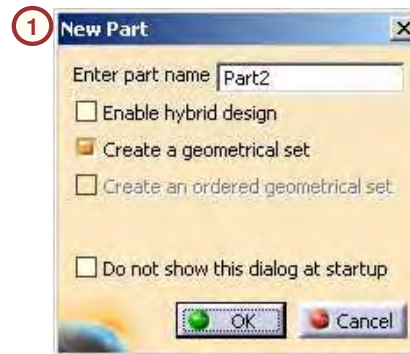 1
New Part
Enter part name Part2
Enable hybrid design
Create a geometrical set
Create an ordered geometrical set
Do not show this dialog at startup
OK Cancel